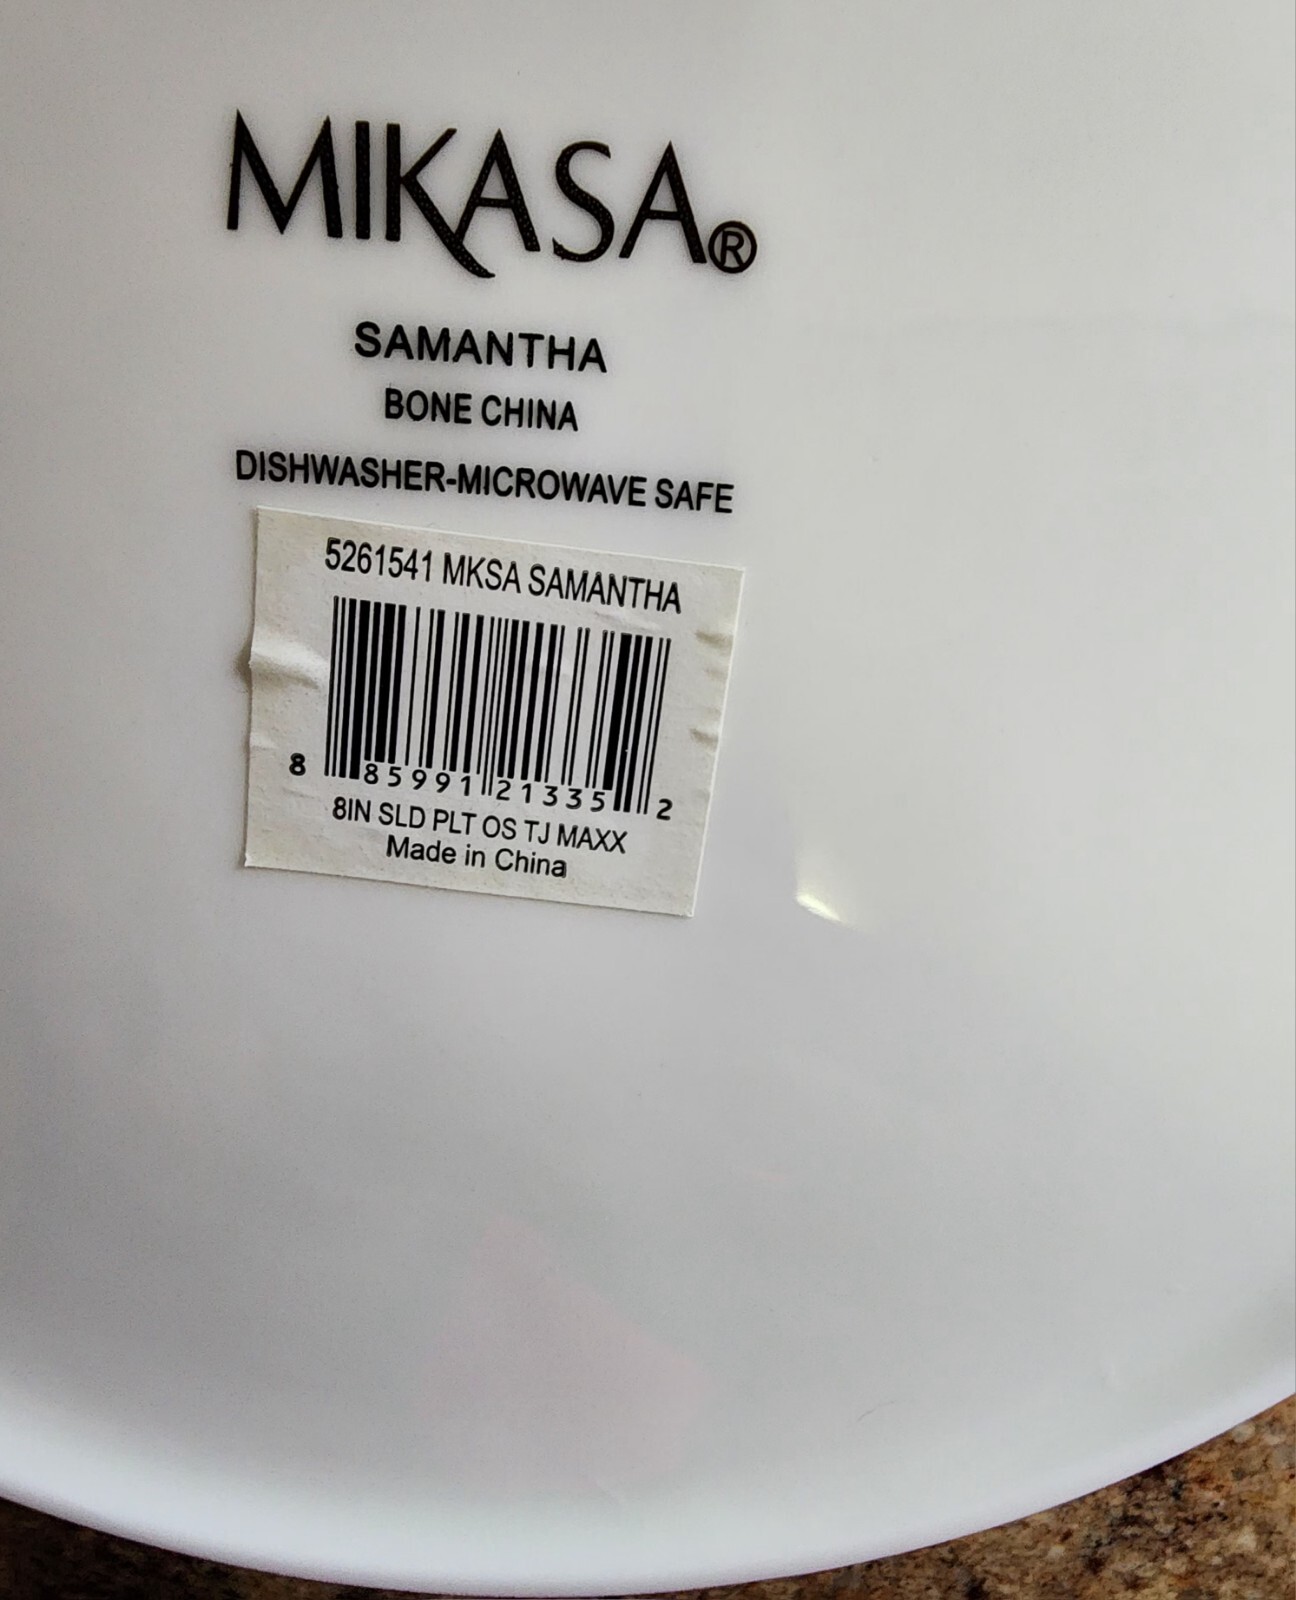 MIKASA®
SAMANTHA
BONE CHINA
DISHWASHER-MICROWAVE SAFE
5261541 MKSA SAMANTHA
8 85991 21335 2
8IN SLD PLT OS TJ MAXX
Made in China